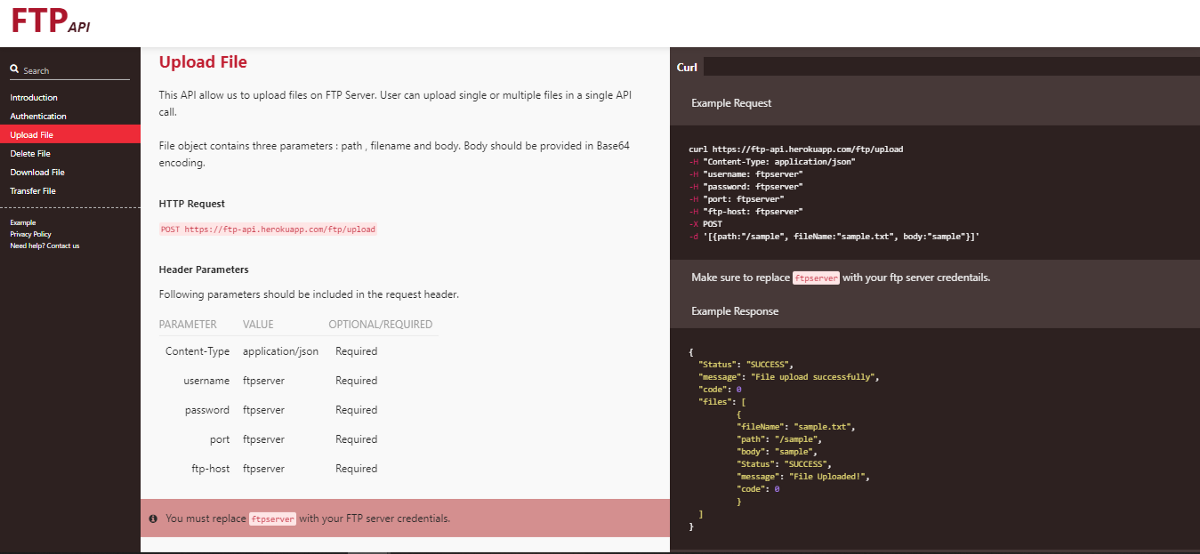 FTP API
Search
Introduction
Authentication
Upload File
Delete File
Download File
Transfer File
Example
Privacy Policy
Need help? Contact us
Upload File
This API allow us to upload files on FTP Server. User can upload single or multiple files in a single API
call.
File object contains three parameters : path , filename and body. Body should be provided in Base64
encoding.
HTTP Request
POST https://ftp-api.herokuapp.com/ftp/upload
Header Parameters
Following parameters should be included in the request header.
PARAMETER VALUE OPTIONAL/REQUIRED
Content-Type application/json Required
username ftpserver Required
password ftpserver Required
port ftpserver Required
ftp-host ftpserver Required
You must replace ftpserver with your FTP server credentials.
Curl
Example Request
curl https://ftp-api.herokuapp.com/ftp/upload
-H "Content-Type: application/json"
-H "username: ftpserver"
-H "password: ftpserver"
-H "port: ftpserver"
-H "ftp-host: ftpserver"
-X POST
-d '[{path:"/sample", fileName:"sample.txt", body:"sample"}]'
Make sure to replace ftpserver with your ftp server credentails.
Example Response
{
"Status": "SUCCESS",
"message": "File upload successfully",
"code": 0
"files": [
{
"fileName": "sample.txt",
"path": "/sample",
"body": "sample",
"Status": "SUCCESS",
"message": "File Uploaded!",
"code": 0
}
]
}